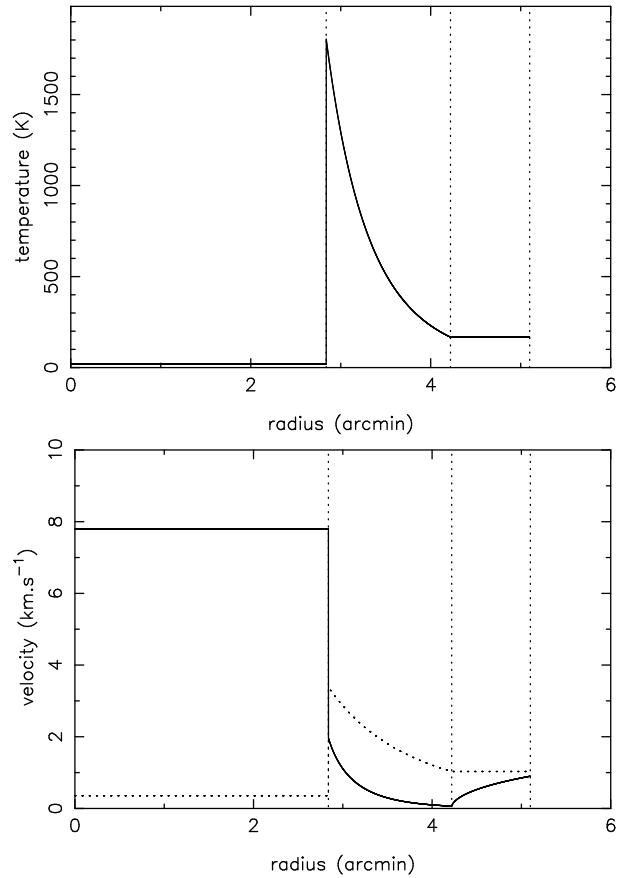 temperature (K)
1500
1000
500
0
0 2 4 6
radius (arcmin)
velocity (km.s⁻¹)
10
8
6
4
2
0
0 2 4 6
radius (arcmin)